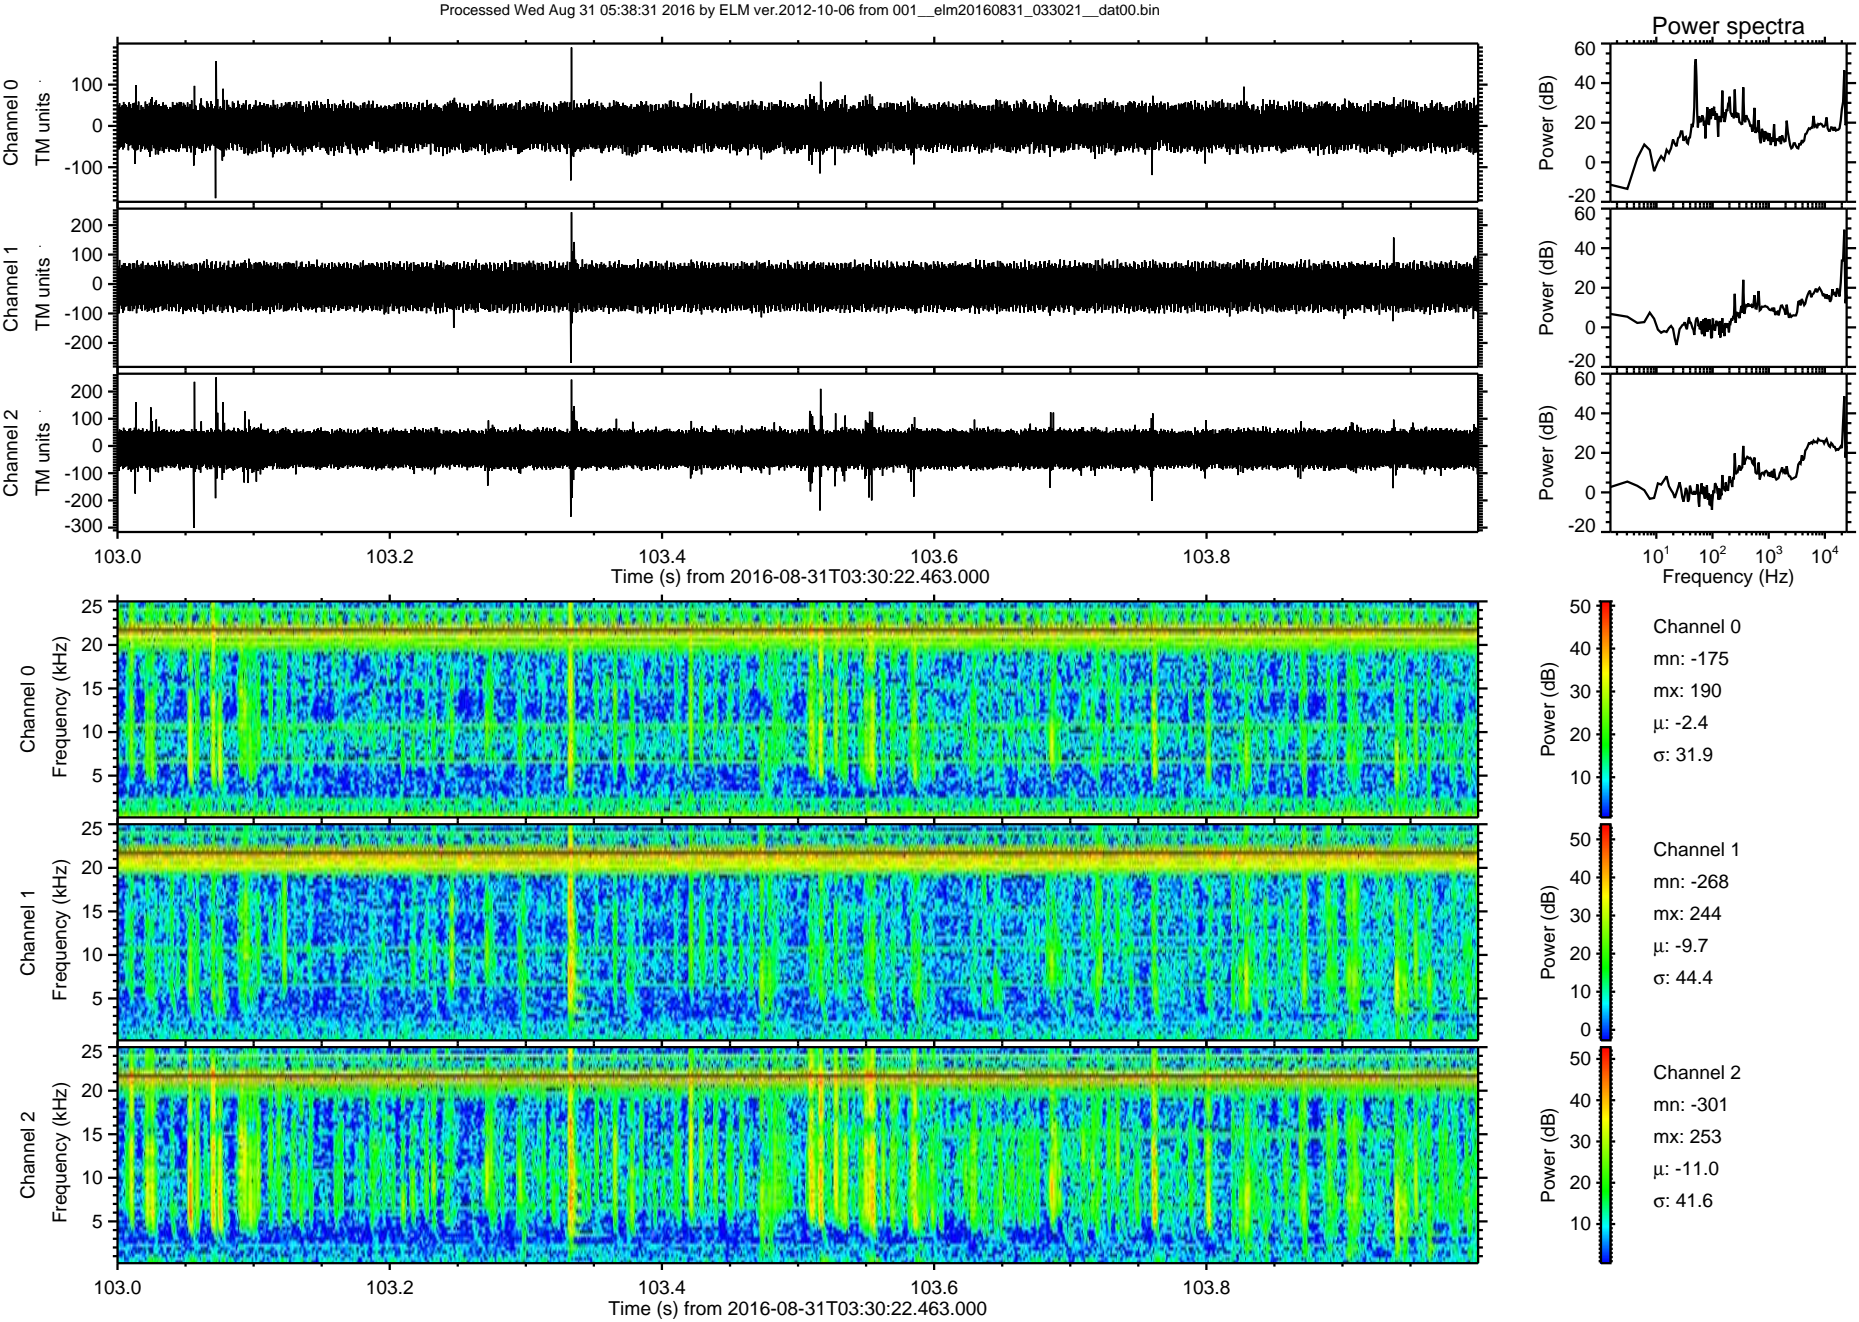 Processed Wed Aug 31 05:38:31 2016 by ELM ver.2012-10-06 from 001__elm20160831_033021__dat00.bin
Power spectra
Channel 0
TM units
100
0
-100
Power (dB)
60
40
20
0
-20
Channel 1
TM units
200
100
0
-100
-200
Power (dB)
60
40
20
0
-20
Channel 2
TM units
200
100
0
-100
-200
-300
Power (dB)
60
40
20
0
-20
103.0 103.2 103.4 103.6 103.8
Time (s) from 2016-08-31T03:30:22.463.000
10¹ 10² 10³ 10⁴
Frequency (Hz)
Channel 0
Frequency (kHz)
25
20
15
10
5
Power (dB)
50
40
30
20
10
Channel 0
mn: -175
mx: 190
μ: -2.4
σ: 31.9
Channel 1
Frequency (kHz)
25
20
15
10
5
Power (dB)
50
40
30
20
10
0
Channel 1
mn: -268
mx: 244
μ: -9.7
σ: 44.4
Channel 2
Frequency (kHz)
25
20
15
10
5
Power (dB)
50
40
30
20
10
Channel 2
mn: -301
mx: 253
μ: -11.0
σ: 41.6
103.0 103.2 103.4 103.6 103.8
Time (s) from 2016-08-31T03:30:22.463.000